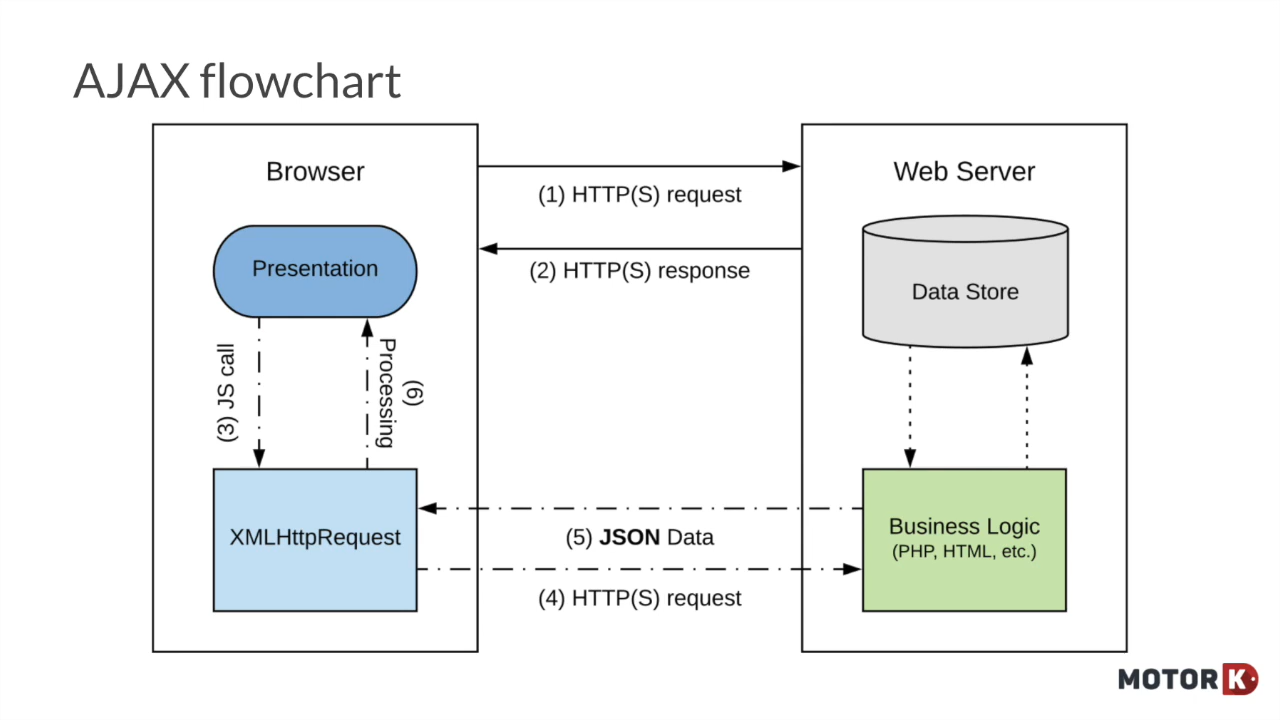 AJAX flowchart
Browser
Web Server
(1) HTTP(S) request
(2) HTTP(S) response
Presentation
Data Store
(3) JS call
(6)
Processing
XMLHttpRequest
(5) JSON Data
(4) HTTP(S) request
Business Logic
(PHP, HTML, etc.)
MOTORK